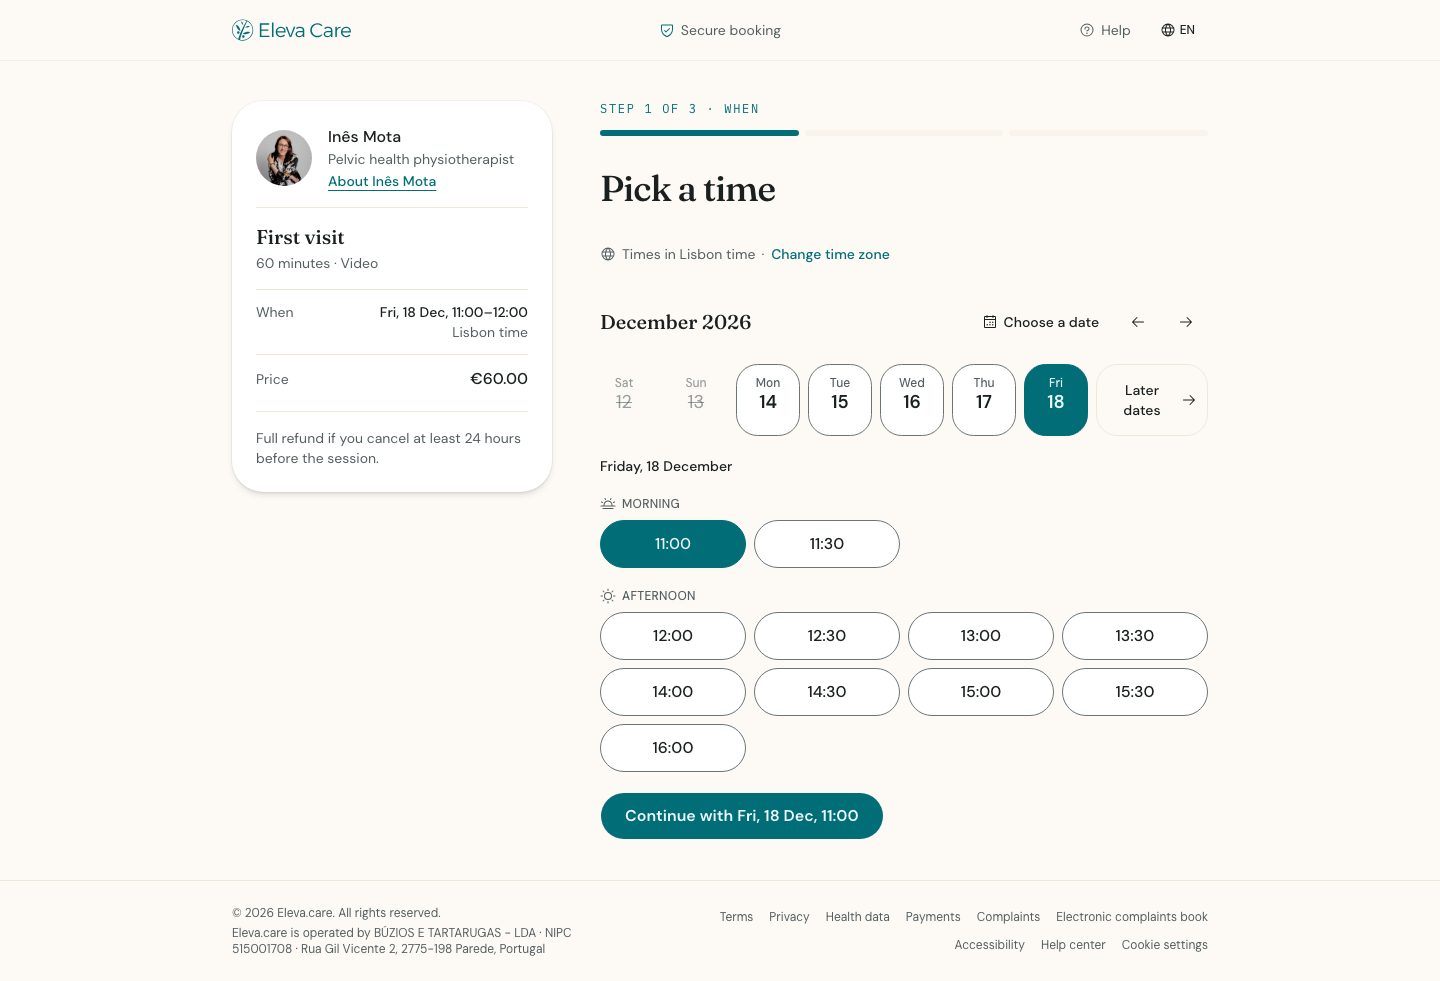 Eleva Care
Secure booking
Help
EN
Inês Mota
Pelvic health physiotherapist
About Inês Mota
First visit
60 minutes · Video
When
Fri, 18 Dec, 11:00–12:00
Lisbon time
Price
€60.00
Full refund if you cancel at least 24 hours
before the session.
STEP 1 OF 3 · WHEN
Pick a time
Times in Lisbon time · Change time zone
December 2026
Choose a date
Sat
12
Sun
13
Mon
14
Tue
15
Wed
16
Thu
17
Fri
18
Later
dates
Friday, 18 December
MORNING
11:00
11:30
AFTERNOON
12:00
12:30
13:00
13:30
14:00
14:30
15:00
15:30
16:00
Continue with Fri, 18 Dec, 11:00
© 2026 Eleva.care. All rights reserved.
Eleva.care is operated by BÚZIOS E TARTARUGAS - LDA · NIPC
515001708 · Rua Gil Vicente 2, 2775-198 Parede, Portugal
Terms
Privacy
Health data
Payments
Complaints
Electronic complaints book
Accessibility
Help center
Cookie settings